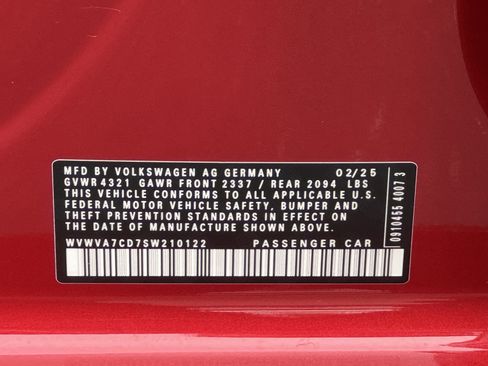 MFD BY VOLKSWAGEN AG GERMANY 02/25
GVWR 4321 GAWR FRONT 2337 / REAR 2094 LBS
THIS VEHICLE CONFORMS TO ALL APPLICABLE U.S.
FEDERAL MOTOR VEHICLE SAFETY, BUMPER AND
THEFT PREVENTION STANDARDS IN EFFECT ON
THE DATE OF MANUFACTURE SHOWN ABOVE.
WVWVA7CD7SW210122 PASSENGER CAR
0910455 4007 3